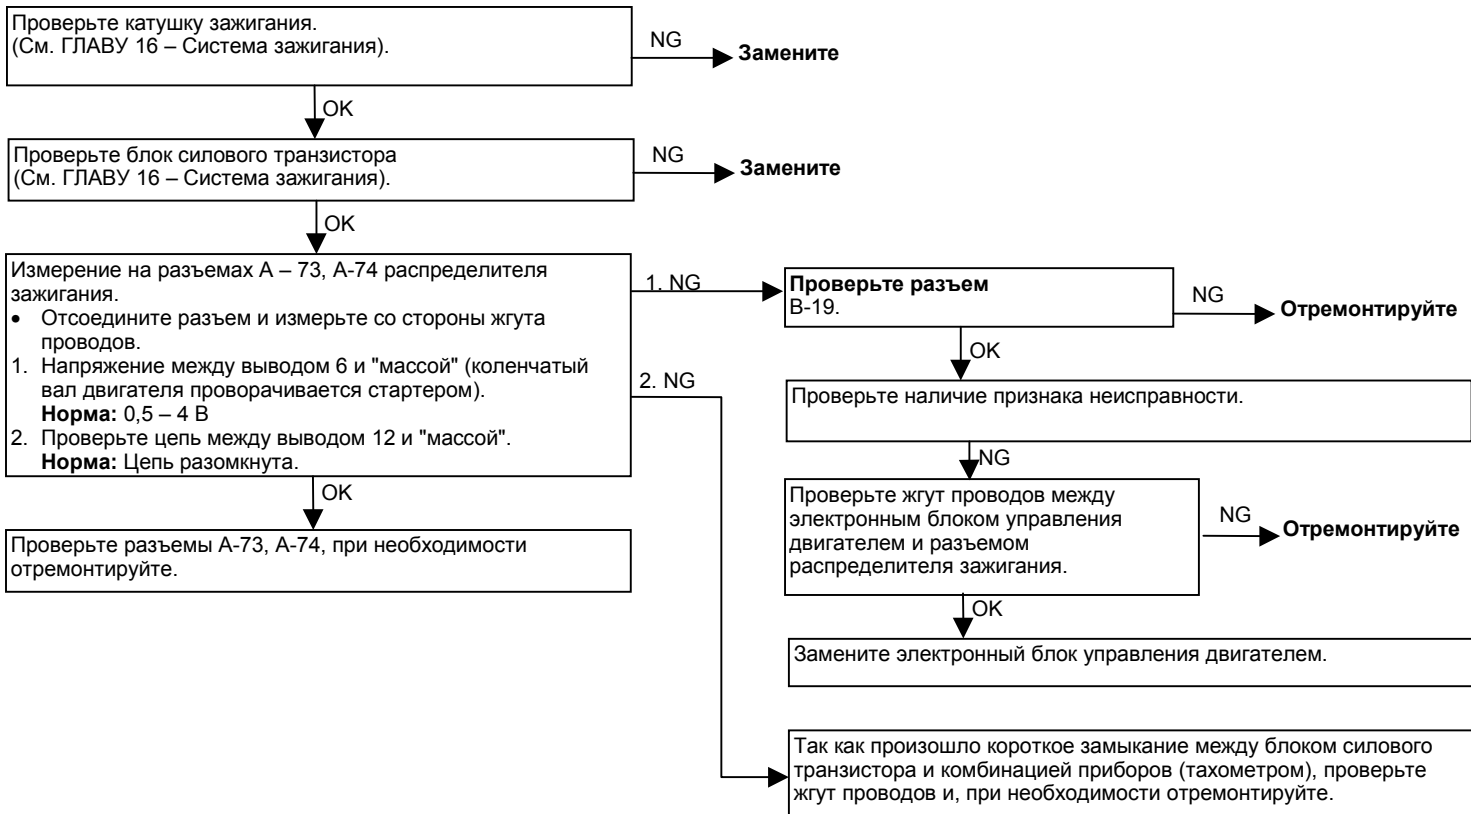 Проверьте катушку зажигания.
(См. ГЛАВУ 16 – Система зажигания).
NG
Замените
OK
Проверьте блок силового транзистора
(См. ГЛАВУ 16 – Система зажигания).
NG
Замените
OK
Измерение на разъемах А – 73, А-74 распределителя
зажигания.
• Отсоедините разъем и измерьте со стороны жгута
проводов.
1. Напряжение между выводом 6 и "массой" (коленчатый
вал двигателя проворачивается стартером).
Норма: 0,5 – 4 В
2. Проверьте цепь между выводом 12 и "массой".
Норма: Цепь разомкнута.
1. NG
2. NG
OK
Проверьте разъемы А-73, А-74, при необходимости
отремонтируйте.
Проверьте разъем
В-19.
NG
Отремонтируйте
OK
Проверьте наличие признака неисправности.
NG
Проверьте жгут проводов между
электронным блоком управления
двигателем и разъемом
распределителя зажигания.
NG
Отремонтируйте
OK
Замените электронный блок управления двигателем.
Так как произошло короткое замыкание между блоком силового
транзистора и комбинацией приборов (тахометром), проверьте
жгут проводов и, при необходимости отремонтируйте.